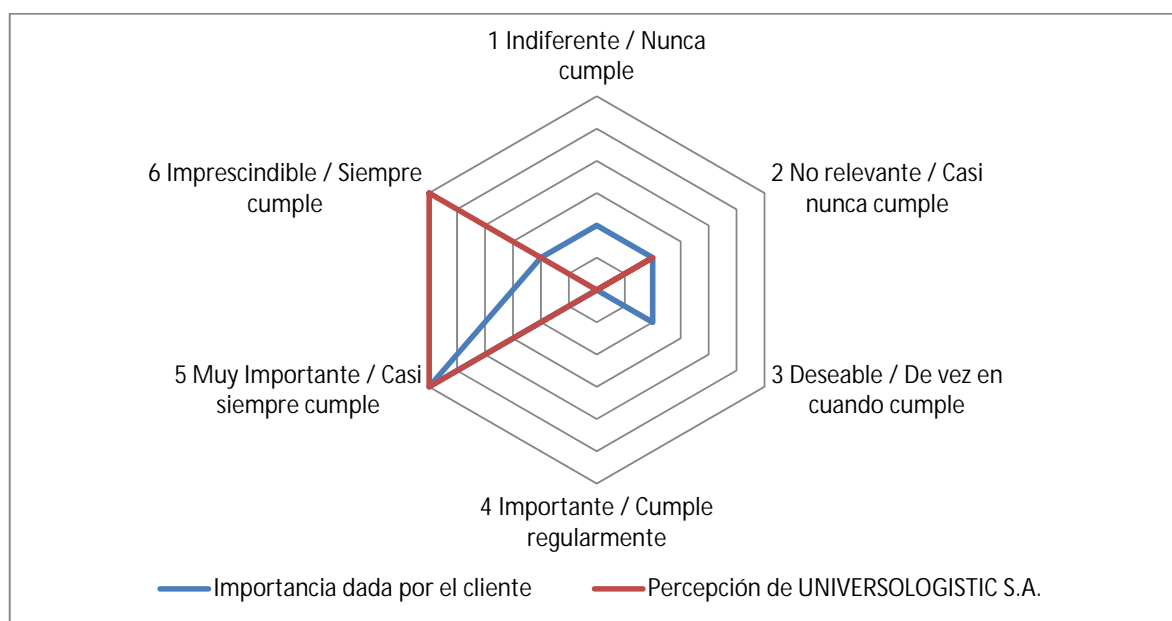 1 Indiferente / Nunca
cumple
6 Imprescindible / Siempre
cumple
2 No relevante / Casi
nunca cumple
5 Muy Importante / Casi
siempre cumple
3 Deseable / De vez en
cuando cumple
4 Importante / Cumple
regularmente
Importancia dada por el cliente
Percepción de UNIVERSOLOGISTIC S.A.